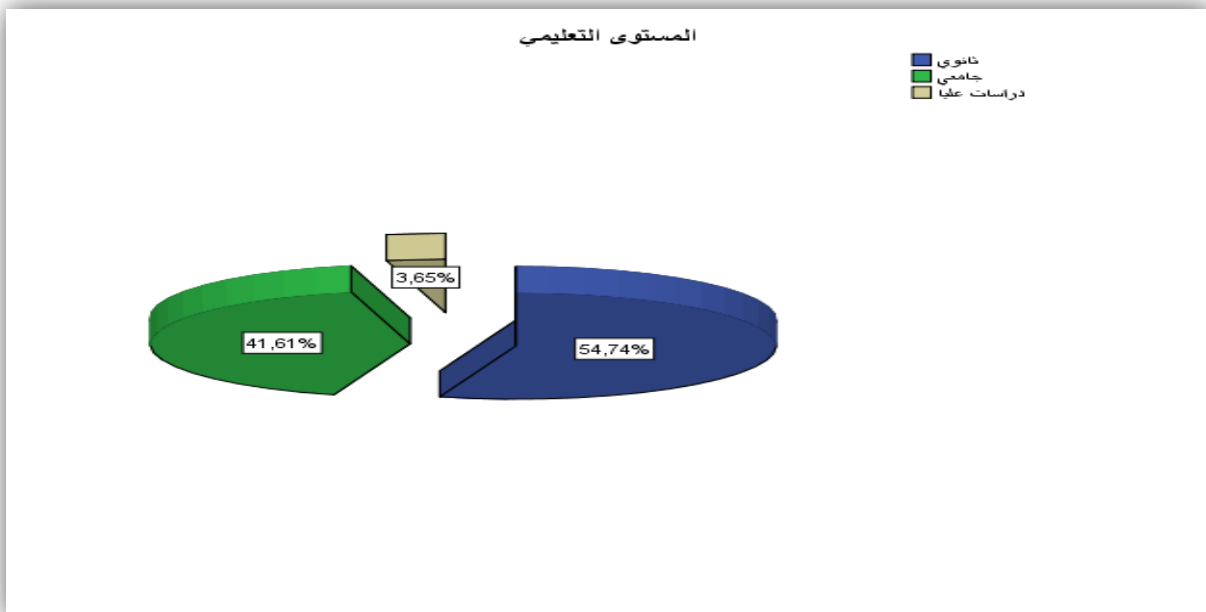 المستوى التعليمي
ثانوي
جامعي
دراسات عليا
3,65%
41,61%
54,74%